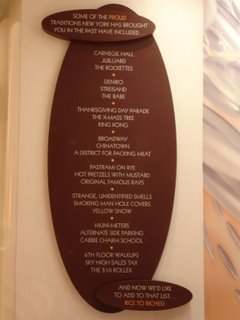 SOME OF THE PROUD
TRADITIONS NEW YORK HAS BROUGHT
YOU IN THE PAST HAVE INCLUDED...
CARNEGIE HALL
JUILLIARD
THE ROCKETTES
DENIRO
STREISAND
THE BABE
THANKSGIVING DAY PARADE
THE X-MAS TREE
KING KONG
BROADWAY
CHINATOWN
A DISTRICT FOR PACKING MEAT
PASTRAMI ON RYE
HOT PRETZELS WITH MUSTARD
ORIGINAL FAMOUS RAYS
STRANGE, UNIDENTIFIED SMELLS
SMOKING MAN HOLE COVERS
YELLOW SNOW
MUNI-METERS
ALTERNATE SIDE PARKING
CABBIE CHARM SCHOOL
6TH FLOOR WALKUPS
SKY HIGH SALES TAX
THE $10 ROLLEX
AND NOW WE'D LIKE
TO ADD TO THAT LIST...
RICE TO RICHES!